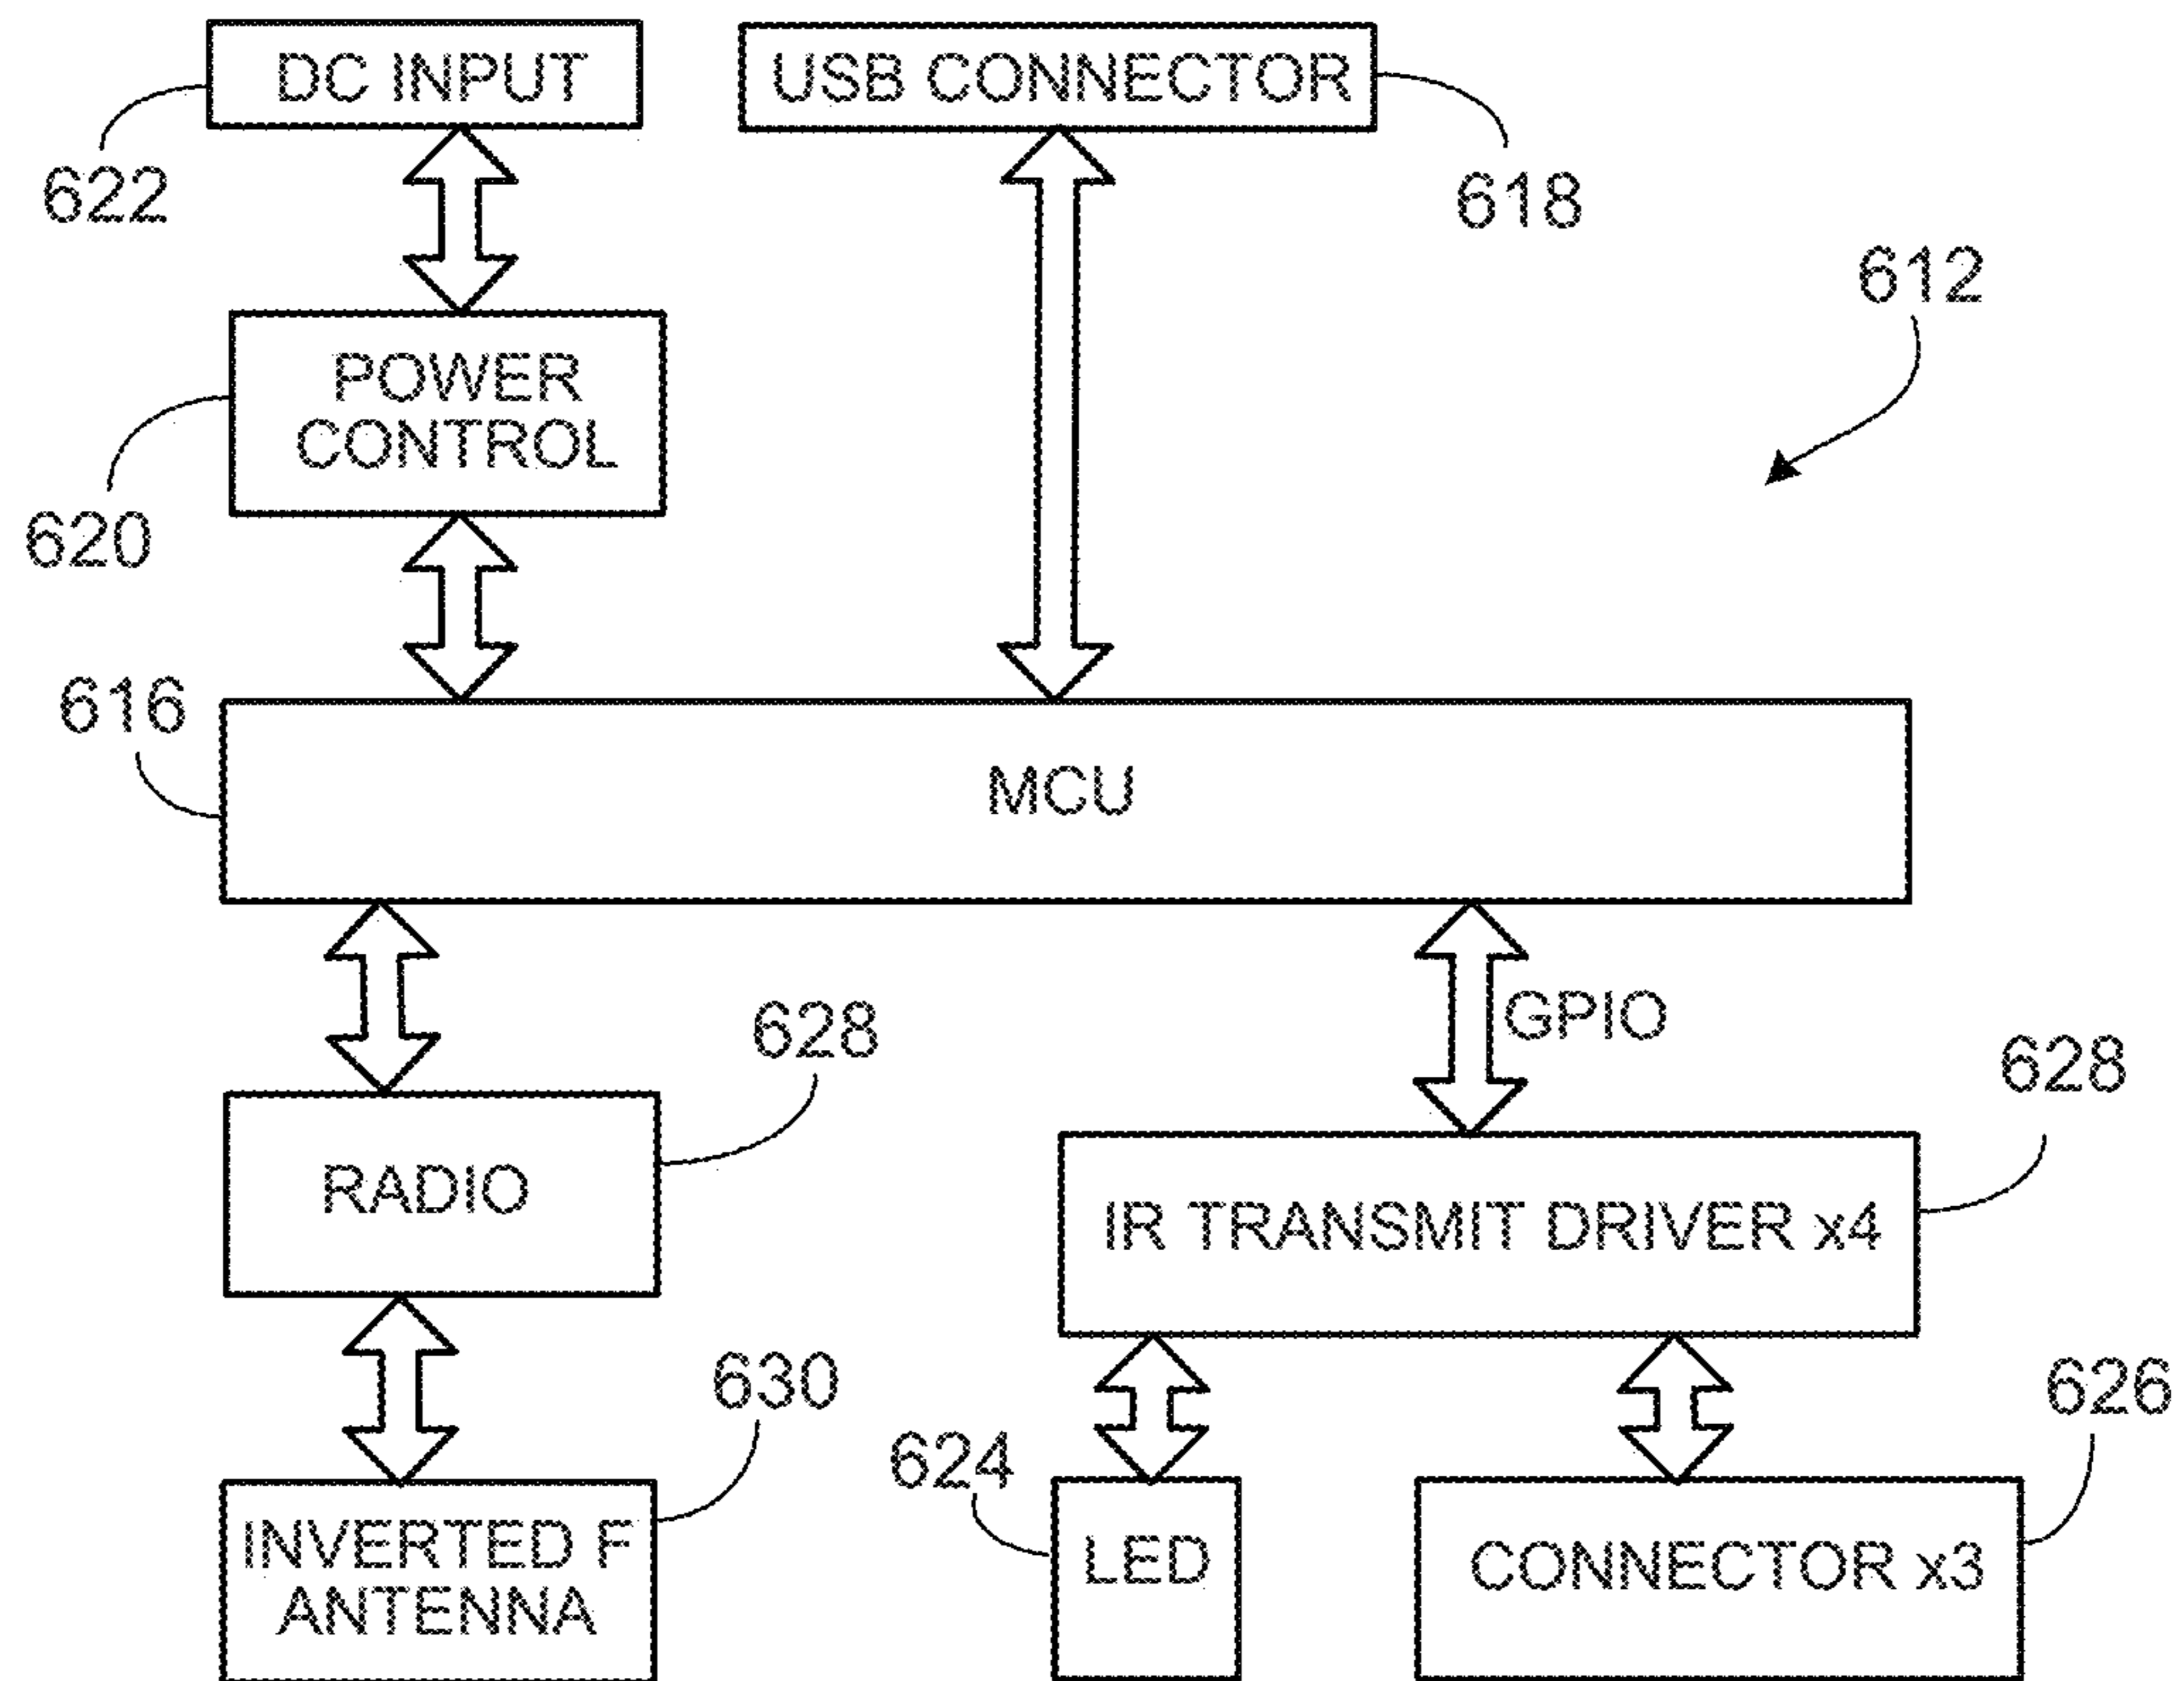 DC INPUT
USB CONNECTOR
622
618
612
POWER
CONTROL
620
616
MCU
GPIO
628
628
RADIO
IR TRANSMIT DRIVER x4
630
626
624
INVERTED F
ANTENNA
LED
CONNECTOR x3